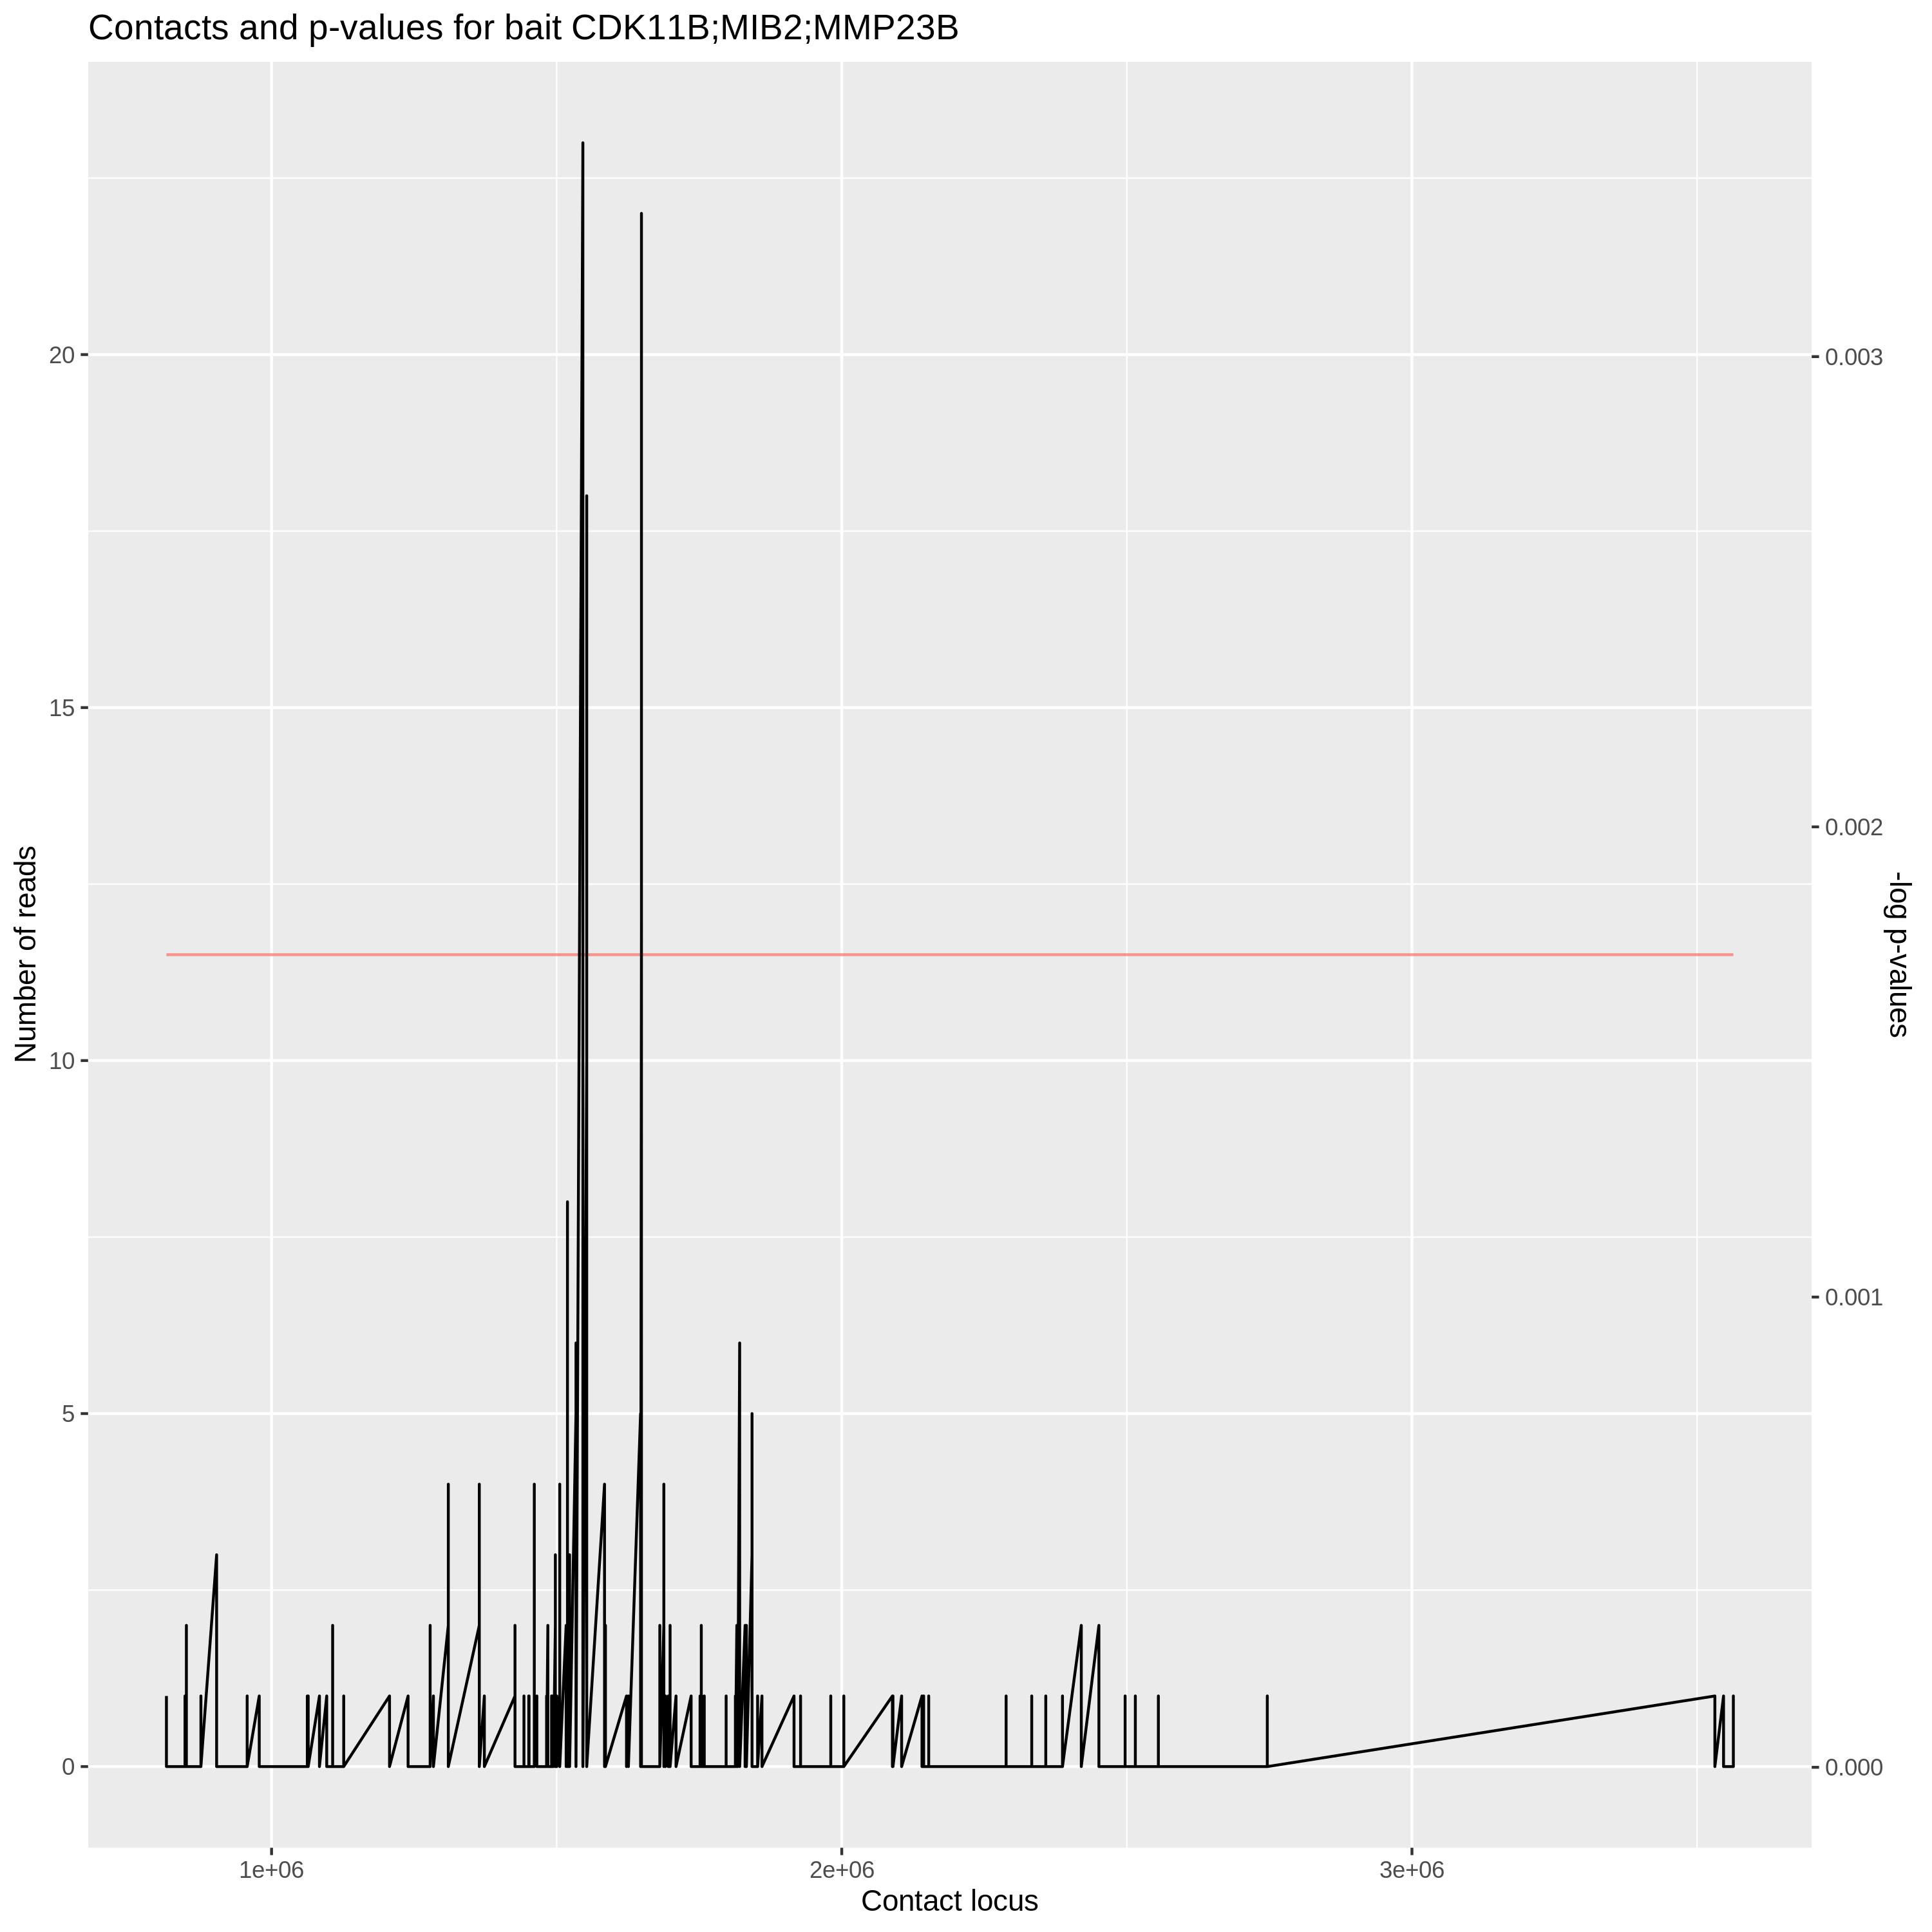 Contacts and p-values for bait CDK11B;MIB2;MMP23B
Number of reads
20
15
10
5
0
0.003
0.002
0.001
0.000
-log p-values
1e+06
2e+06
3e+06
Contact locus